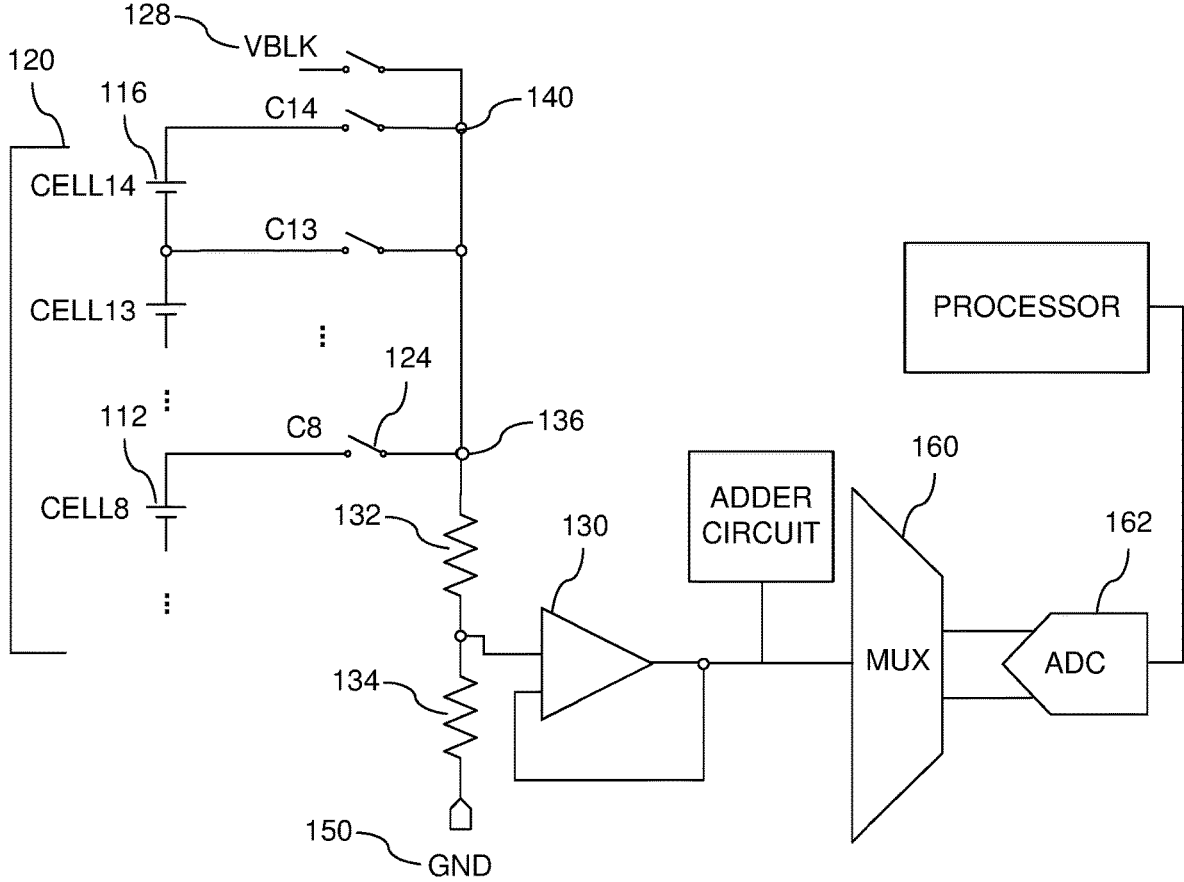 128
VBLK
120
116
C14
140
CELL14
C13
CELL13
PROCESSOR
124
112
C8
136
160
CELL8
132
130
ADDER
CIRCUIT
162
MUX
ADC
134
150
GND